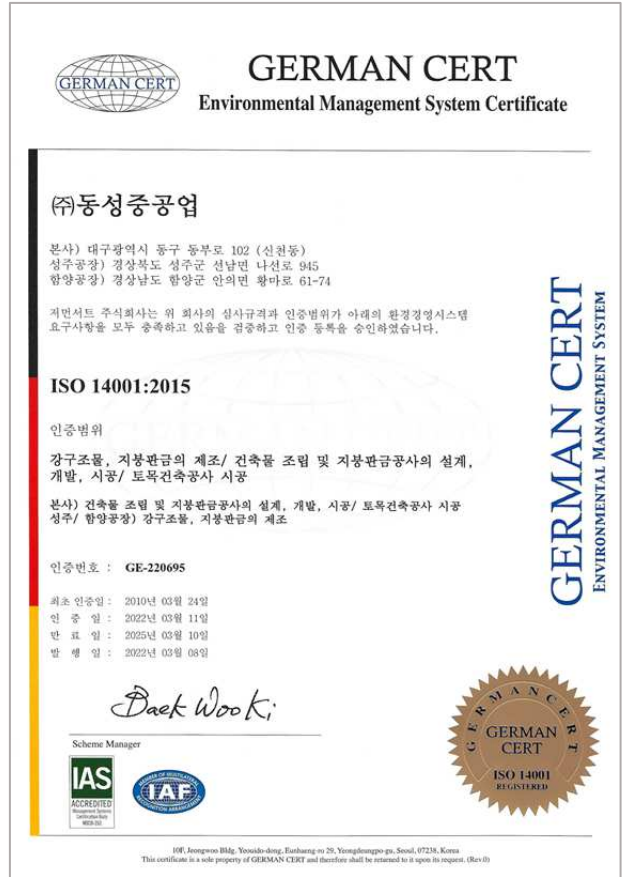 GERMAN CERT
GERMAN CERT
Environmental Management System Certificate
㈜동성중공업
본사) 대구광역시 동구 동부로 102 (신천동)
성주공장) 경상북도 성주군 선남면 나선로 945
함양공장) 경상남도 함양군 안의면 황마로 61-74
저먼서트 주식회사는 위 회사의 심사규격과 인증범위가 아래의 환경경영시스템
요구사항을 모두 충족하고 있음을 검증하고 인증 등록을 승인하였습니다.
ISO 14001:2015
인증범위
강구조물, 지붕판금의 제조/ 건축물 조립 및 지붕판금공사의 설계,
개발, 시공/ 토목건축공사 시공
본사) 건축물 조립 및 지붕판금공사의 설계, 개발, 시공/ 토목건축공사 시공
성주/ 함양공장) 강구조물, 지붕판금의 제조
인증번호 : GE-220695
최초 인증일 : 2010년 03월 24일
인 증 일 : 2022년 03월 11일
만 료 일 : 2025년 03월 10일
발 행 일 : 2022년 03월 08일
Baek Woo Ki
Scheme Manager
IAS
ACCREDITED
Management Systems
Certification Body
MEMBER OF MULTILATERAL
IAF
RECOGNITION ARRANGEMENT
GERMAN CERT
ENVIRONMENTAL MANAGEMENT SYSTEM
GERMANCERT
GERMAN
CERT
ISO 14001
REGISTERED
10F, Jeongwoo Bldg, Yeouido-dong, Eunhaeng-ro 29, Yeongdeungpo-gu, Seoul, 07238, Korea
This certificate is a sole property of GERMAN CERT and therefore shall be returned to it upon its request. (Rev.0)